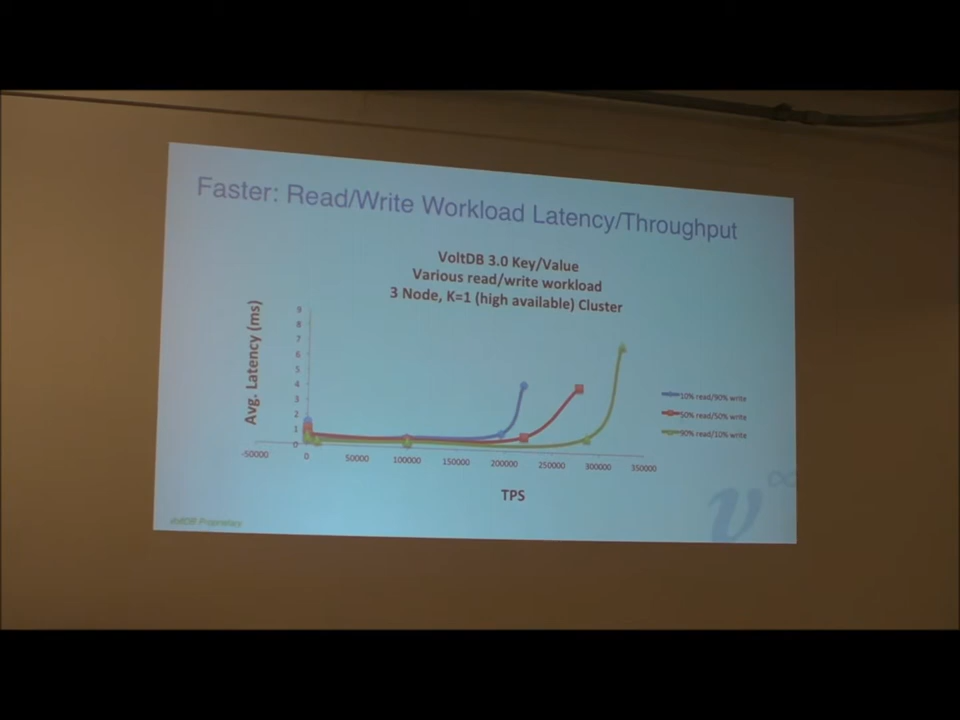 Faster: Read/Write Workload Latency/Throughput
VoltDB 3.0 Key/Value
Various read/write workload
3 Node, K=1 (high available) Cluster
Avg. Latency (ms)
9
8
7
6
5
4
3
2
1
0
-50000 0 50000 100000 150000 200000 250000 300000 350000
TPS
10% read/90% write
50% read/50% write
90% read/10% write
VoltDB Proprietary